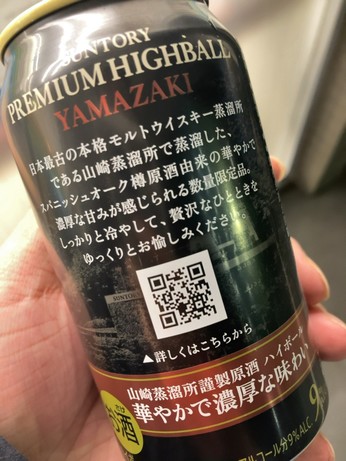 SUNTORY
PREMIUM HIGHBALL
YAMAZAKI
日本最古の本格モルトウイスキー蒸溜所
である山崎蒸溜所で蒸溜した、
スパニッシュオーク樽原酒由来の華やかで
濃厚な甘みが感じられる数量限定品。
しっかりと冷やして、贅沢なひとときを
ゆっくりとお愉しみください。
SUNTORY
▲詳しくはこちらから
山崎蒸溜所謹製原酒 ハイボール
華やかで濃厚な味わい
お酒
アルコール分9%ALC.
9